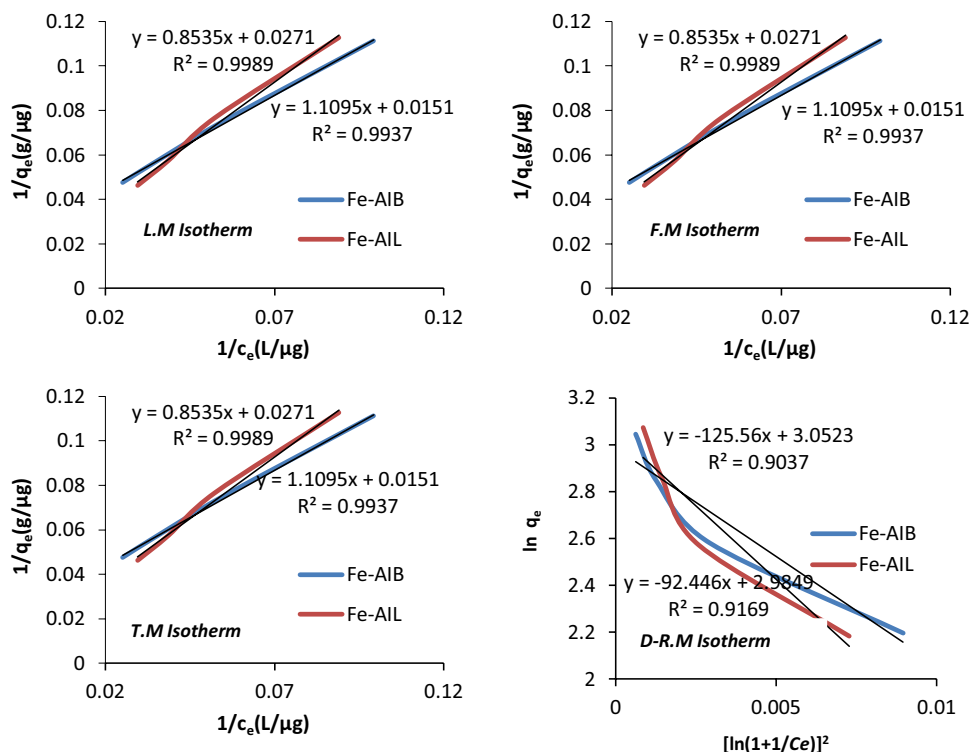 0.12
0.1
0.08
0.06
0.04
0.02
0
1/qₑ(g/µg)
y = 0.8535x + 0.0271
R² = 0.9989
y = 1.1095x + 0.0151
R² = 0.9937
Fe-AIB
Fe-AIL
L.M Isotherm
0.02 0.07 0.12
1/cₑ(L/µg)
0.12
0.1
0.08
0.06
0.04
0.02
0
1/qₑ(g/µg)
y = 0.8535x + 0.0271
R² = 0.9989
y = 1.1095x + 0.0151
R² = 0.9937
Fe-AIB
Fe-AIL
F.M Isotherm
0.02 0.07 0.12
1/cₑ(L/µg)
0.12
0.1
0.08
0.06
0.04
0.02
0
1/qₑ(g/µg)
y = 0.8535x + 0.0271
R² = 0.9989
y = 1.1095x + 0.0151
R² = 0.9937
Fe-AIB
Fe-AIL
T.M Isotherm
0.02 0.07 0.12
1/cₑ(L/µg)
3.2
3
2.8
2.6
2.4
2.2
2
ln qₑ
y = -125.56x + 3.0523
R² = 0.9037
Fe-AIB
Fe-AIL
y = -92.446x + 2.9849
R² = 0.9169
D-R.M Isotherm
0 0.005 0.01
[ln(1+1/Ce)]²